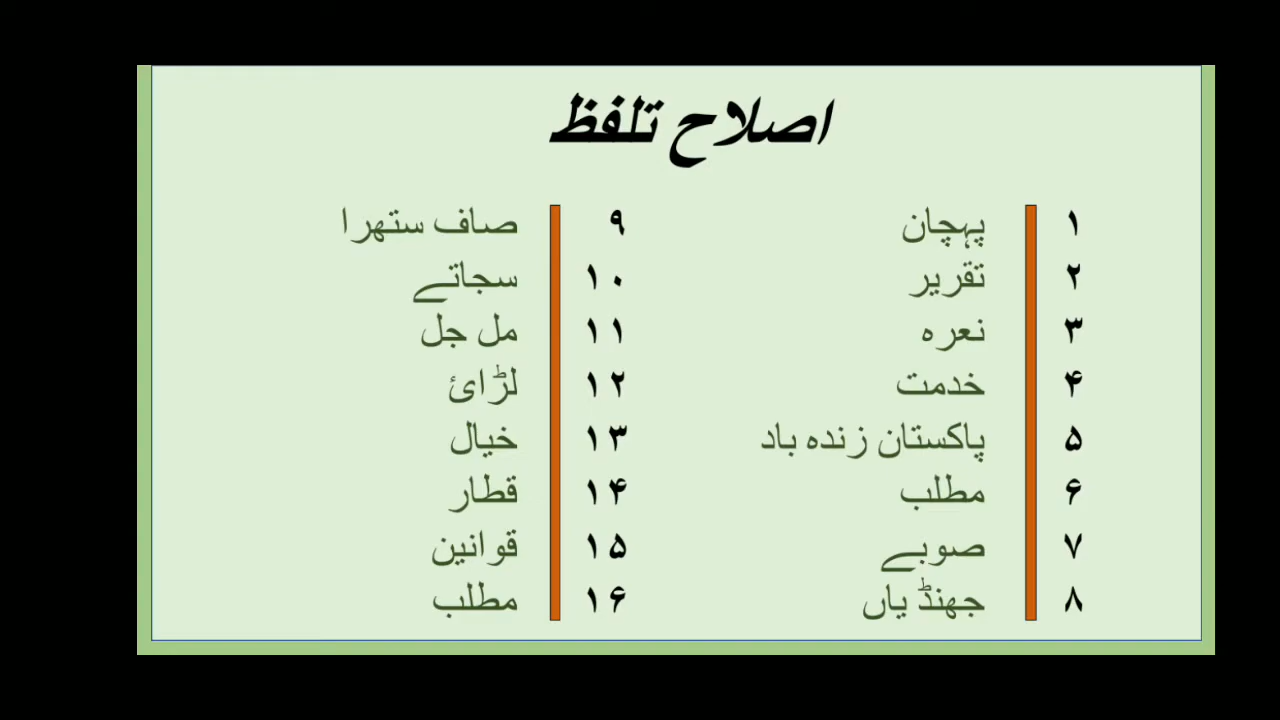 اصلاح تلفظ
۱ پہچان
۲ تقریر
۳ نعرہ
۴ خدمت
۵ پاکستان زندہ باد
۶ مطلب
۷ صوبے
۸ جھنڈ یاں
۹ صاف ستھرا
۱۰ سجاتے
۱۱ مل جل
۱۲ لڑائ
۱۳ خیال
۱۴ قطار
۱۵ قوانین
۱۶ مطلب